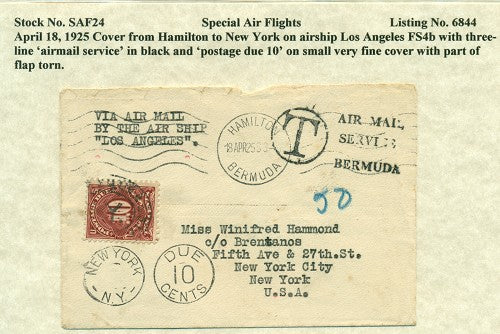 Stock No. SAF24 Special Air Flights Listing No. 6844
April 18, 1925 Cover from Hamilton to New York on airship Los Angeles FS4b with three-
line ‘airmail service’ in black and ‘postage due 10’ on small very fine cover with part of
flap torn.
VIA AIR MAIL
BY THE AIR SHIP
"LOS ANGELES".
HAMILTON
18 APR 25
BERMUDA
T
AIR MAIL
SERVICE
BERMUDA
50
10
Miss Winifred Hammond
c/o Brentanos
Fifth Ave & 27th.St.
New York City
New York
U.S.A.
NEW YORK
N.Y.
DUE
10
CENTS